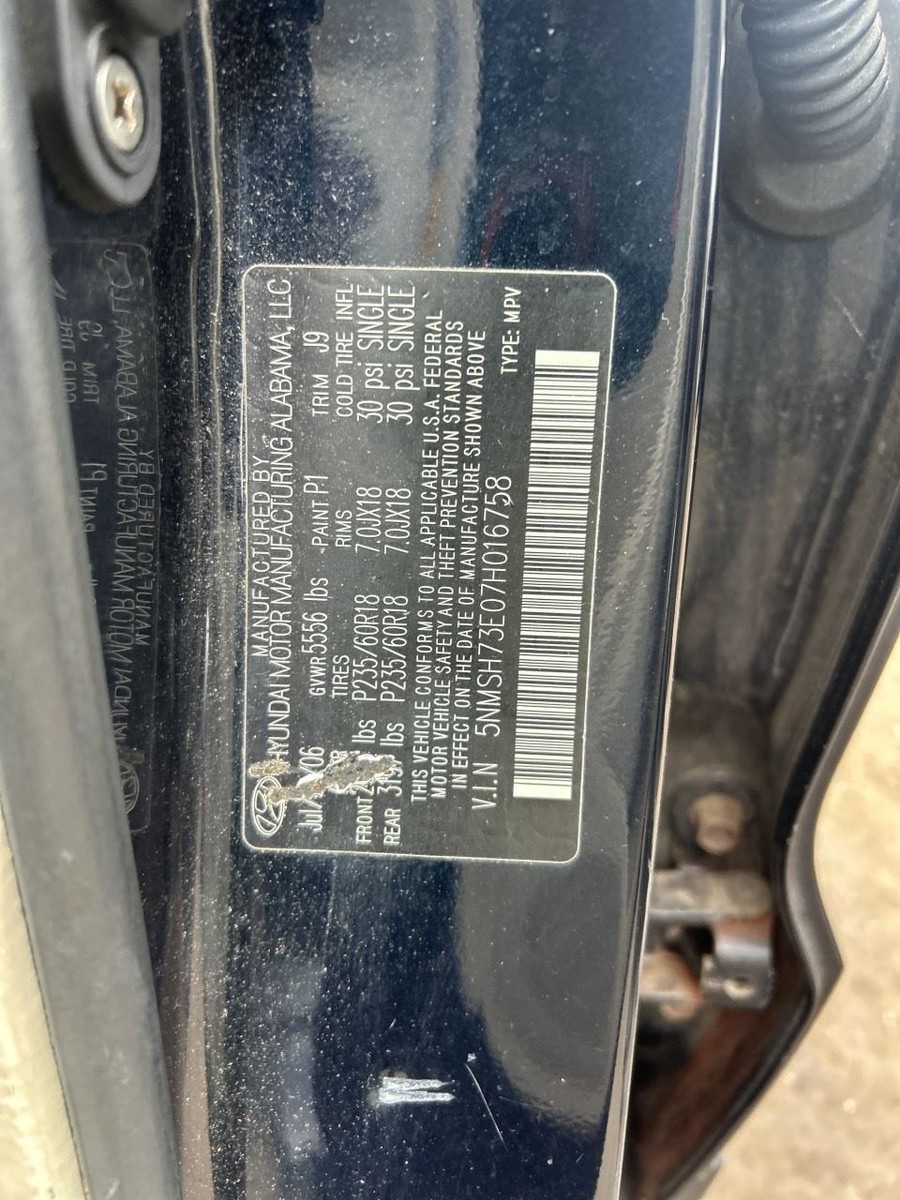 MANUFACTURED BY
HYUNDAI MOTOR MANUFACTURING ALABAMA, LLC
GVWR 5556 lbs PAINT P1 TRIM J9
TIRES RIMS COLD TIRE INFL
FRONT lbs P235/60R18 7.0JX18 30 psi SINGLE
REAR lbs P235/60R18 7.0JX18 30 psi SINGLE
THIS VEHICLE CONFORMS TO ALL APPLICABLE U.S.A. FEDERAL
MOTOR VEHICLE SAFETY AND THEFT PREVENTION STANDARDS
IN EFFECT ON THE DATE OF MANUFACTURE SHOWN ABOVE
V.I.N 5NMSH73E07H016758
TYPE: MPV